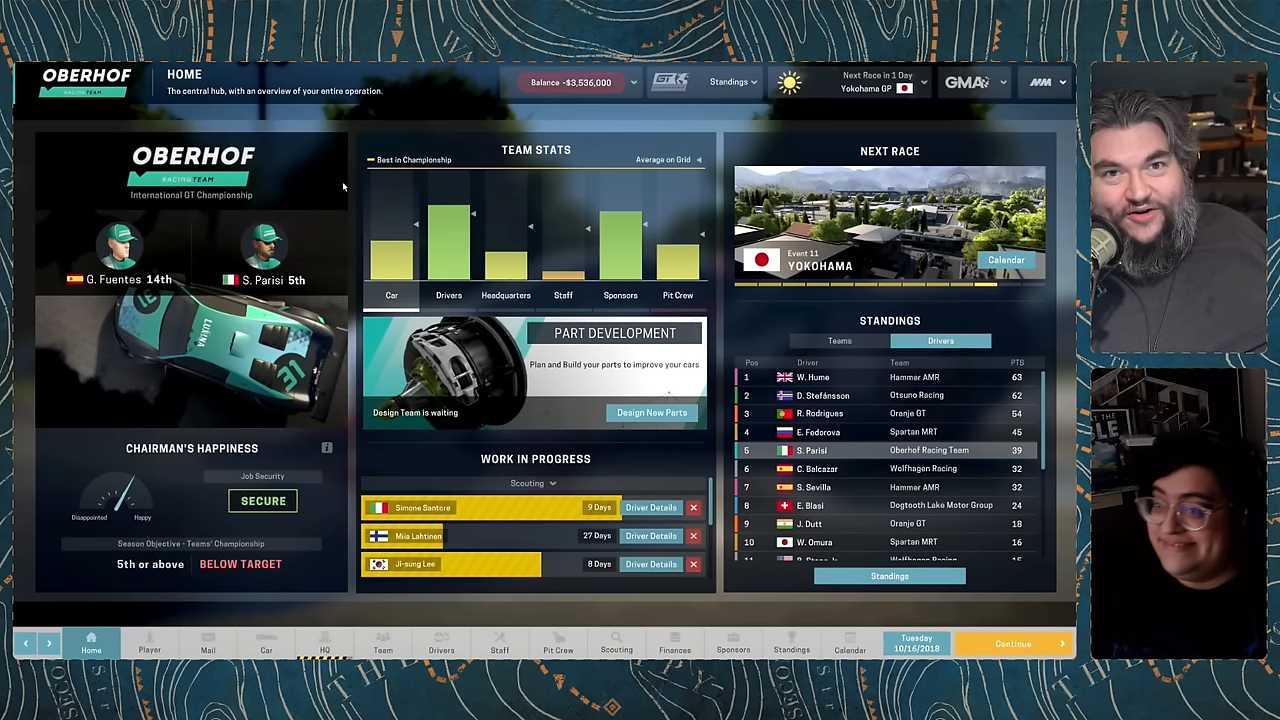 OBERHOF
RACING TEAM
HOME
The central hub, with an overview of your entire operation.
Balance -$3,536,000
GT
Standings
Next Race in 1 Day
Yokohama GP
GMA
OBERHOF
RACING TEAM
International GT Championship
G. Fuentes 14th
S. Parisi 5th
LUXINA
31
CHAIRMAN'S HAPPINESS
i
Job Security
SECURE
Disappointed
Happy
Season Objective - Teams' Championship
5th or above
BELOW TARGET
TEAM STATS
Best in Championship
Average on Grid
Car
Drivers
Headquarters
Staff
Sponsors
Pit Crew
PART DEVELOPMENT
Plan and Build your parts to improve your cars
Design Team is waiting
Design New Parts
WORK IN PROGRESS
Scouting
Simone Santore 9 Days Driver Details
Miia Lahtinen 27 Days Driver Details
Ji-sung Lee 8 Days Driver Details
NEXT RACE
Event 11
YOKOHAMA
Calendar
STANDINGS
Teams
Drivers
Pos Driver Team PTS
1 W. Hume Hammer AMR 63
2 D. Stefánsson Otsuno Racing 62
3 R. Rodrigues Oranje GT 54
4 E. Fedorova Spartan MRT 45
5 S. Parisi Oberhof Racing Team 39
6 C. Balcazar Wolfhagen Racing 32
7 S. Sevilla Hammer AMR 32
8 E. Blasi Dogtooth Lake Motor Group 24
9 J. Dutt Oranje GT 18
10 W. Omura Spartan MRT 16
Standings
Home
Player
Mail
Car
HQ
Team
Drivers
Staff
Pit Crew
Scouting
Finances
Sponsors
Standings
Calendar
Tuesday
10/16/2018
Continue